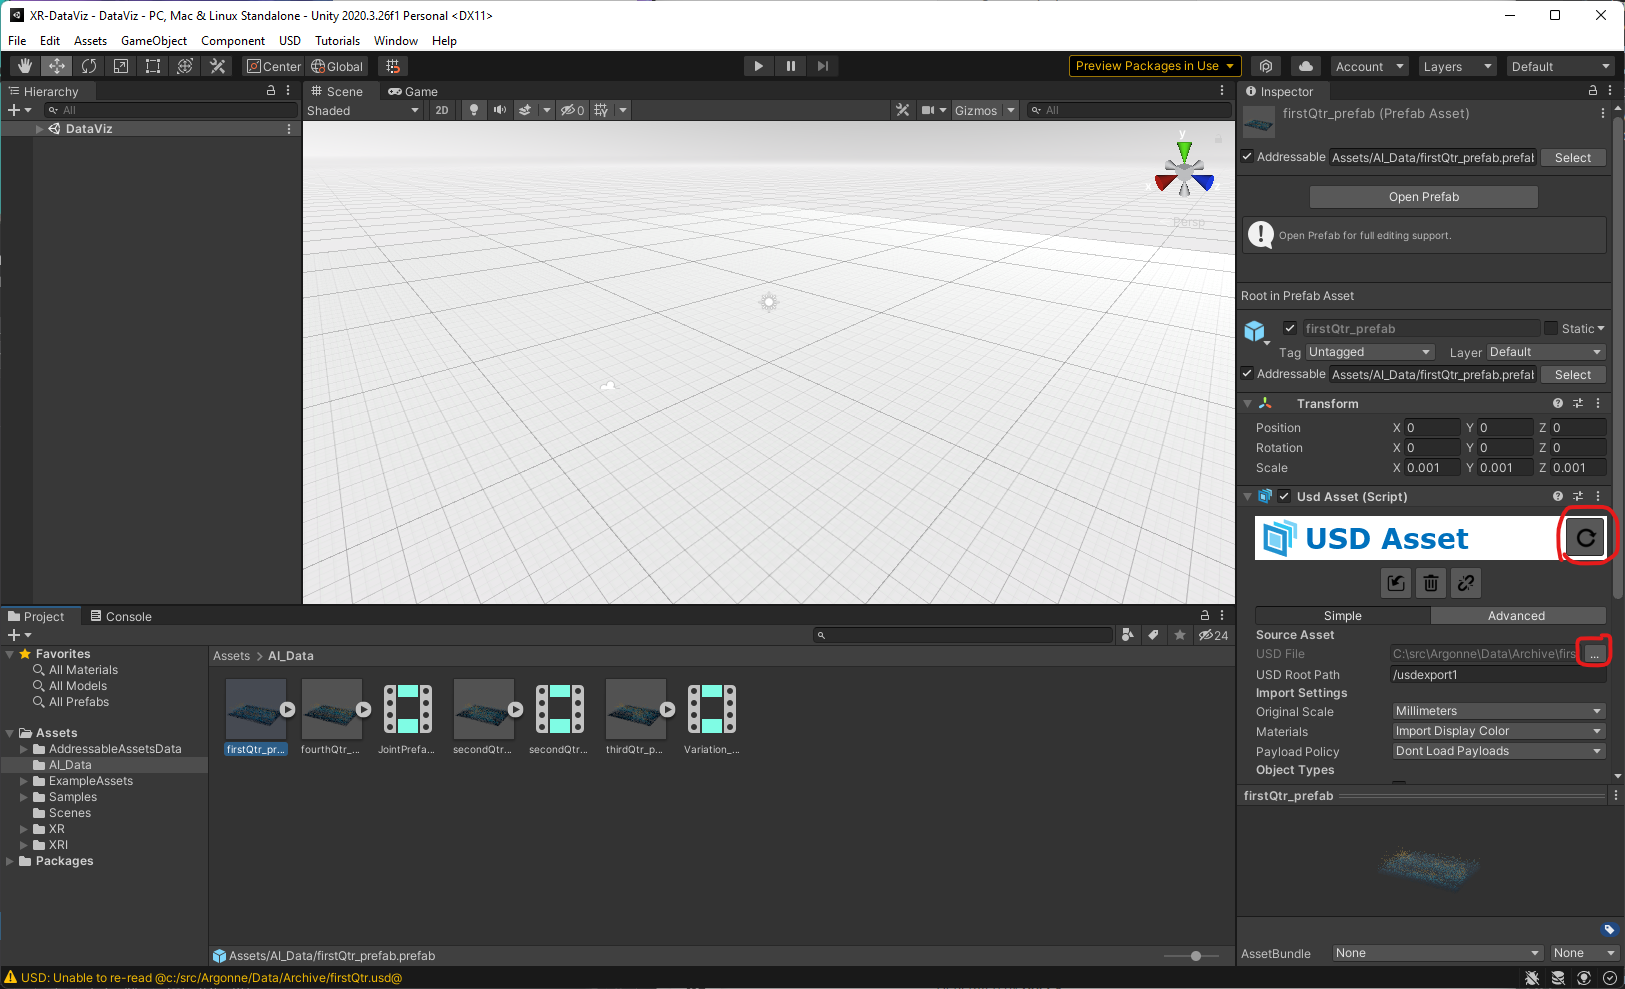 XR-DataViz - DataViz - PC, Mac & Linux Standalone - Unity 2020.3.26f1 Personal <DX11>
File Edit Assets GameObject Component USD Tutorials Window Help
Center Global Preview Packages in Use Account Layers Default
Hierarchy
All
DataViz
Scene Game
Shaded 2D 0 Gizmos All
y
Persp
Inspector
firstQtr_prefab (Prefab Asset)
Addressable Assets/AI_Data/firstQtr_prefab.prefab Select
Open Prefab
Open Prefab for full editing support.
Root in Prefab Asset
firstQtr_prefab Static
Tag Untagged Layer Default
Addressable Assets/AI_Data/firstQtr_prefab.prefab Select
Transform
Position X 0 Y 0 Z 0
Rotation X 0 Y 0 Z 0
Scale X 0.001 Y 0.001 Z 0.001
Usd Asset (Script)
USD Asset
Simple Advanced
Source Asset
USD File C:\src\Argonne\Data\Archive\firs ...
USD Root Path /usdexport1
Import Settings
Original Scale Millimeters
Materials Import Display Color
Payload Policy Dont Load Payloads
Object Types
firstQtr_prefab
AssetBundle None None
Project Console
24
Favorites
All Materials
All Models
All Prefabs
Assets
AddressableAssetsData
AI_Data
ExampleAssets
Samples
Scenes
XR
XRI
Packages
Assets > AI_Data
firstQtr_pr... fourthQtr_... JointPrefa... secondQtr... secondQtr... thirdQtr_p... Variation_...
Assets/AI_Data/firstQtr_prefab.prefab
USD: Unable to re-read @c:/src/Argonne/Data/Archive/firstQtr.usd@